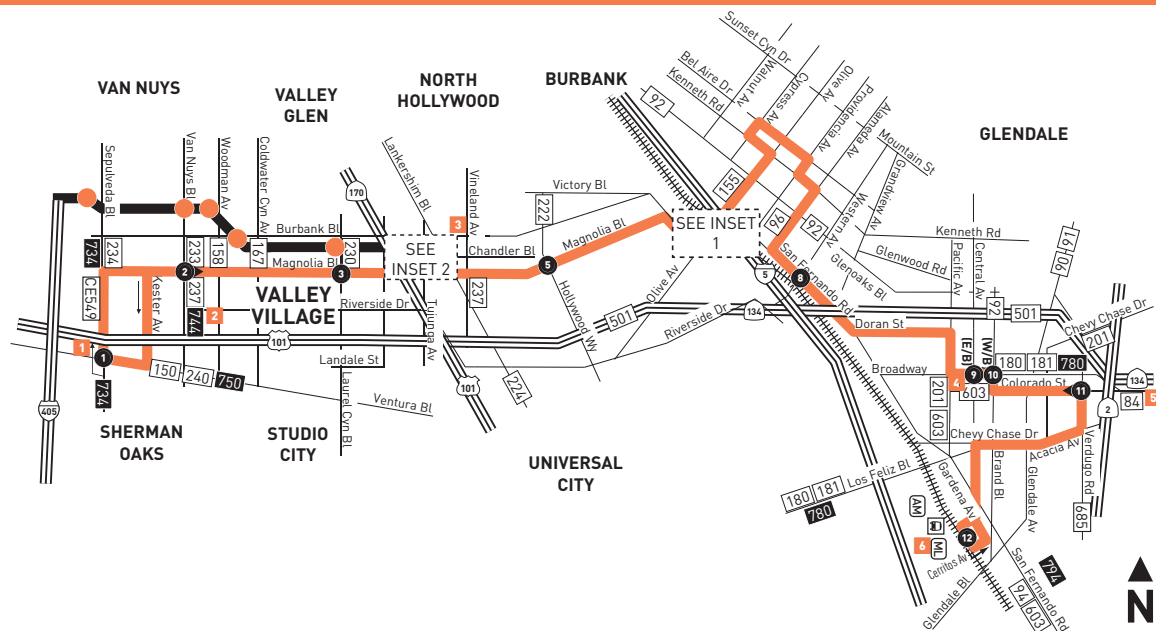 VAN NUYS
VALLEY
GLEN
NORTH
HOLLYWOOD
BURBANK
GLENDALE
Sunset Cyn Dr
Bel Aire Dr
Kenneth Rd
Walnut Av
Cypress Av
Olive Av
Providencia Av
Alameda Av
Mountain St
Grandview Av
Western Av
92
155
96
92
Sepulveda Bl
Van Nuys Bl
Woodman Av
Coldwater Cyn Av
Lankershim Bl
Vineland Av
170
3
Victory Bl
222
Burbank Bl
Chandler Bl
Magnolia Bl
Magnolia Bl
SEE
INSET 2
SEE INSET
1
734
234
233
158
167
230
237
2
3
5
CE549
Kester Av
237
744
2
VALLEY
VILLAGE
Riverside Dr
Tujunga Av
Hollywood Wy
Olive Av
Riverside Dr
501
134
5
San Fernando Rd
8
Glenoaks Bl
Glenwood Rd
Kenneth Rd
Pacific Av
Central Av
90
91
92
501
Chevy Chase Dr
201
Doran St
(E/B)
(W/B)
180
181
780
Broadway
4
9
10
603
Colorado St
11
134
84
5
2
201
603
Chevy Chase Dr
Acacia Av
Verdugo Rd
685
Los Feliz Bl
180
181
780
Gardena Av
Brand Bl
Glendale Av
AM
ML
6
12
Cerritos Av
Glendale Bl
San Fernando Rd
794
94
603
1
1
101
Landale St
150
240
750
734
Ventura Bl
Laurel Cyn Bl
101
224
405
SHERMAN
OAKS
STUDIO
CITY
UNIVERSAL
CITY
N